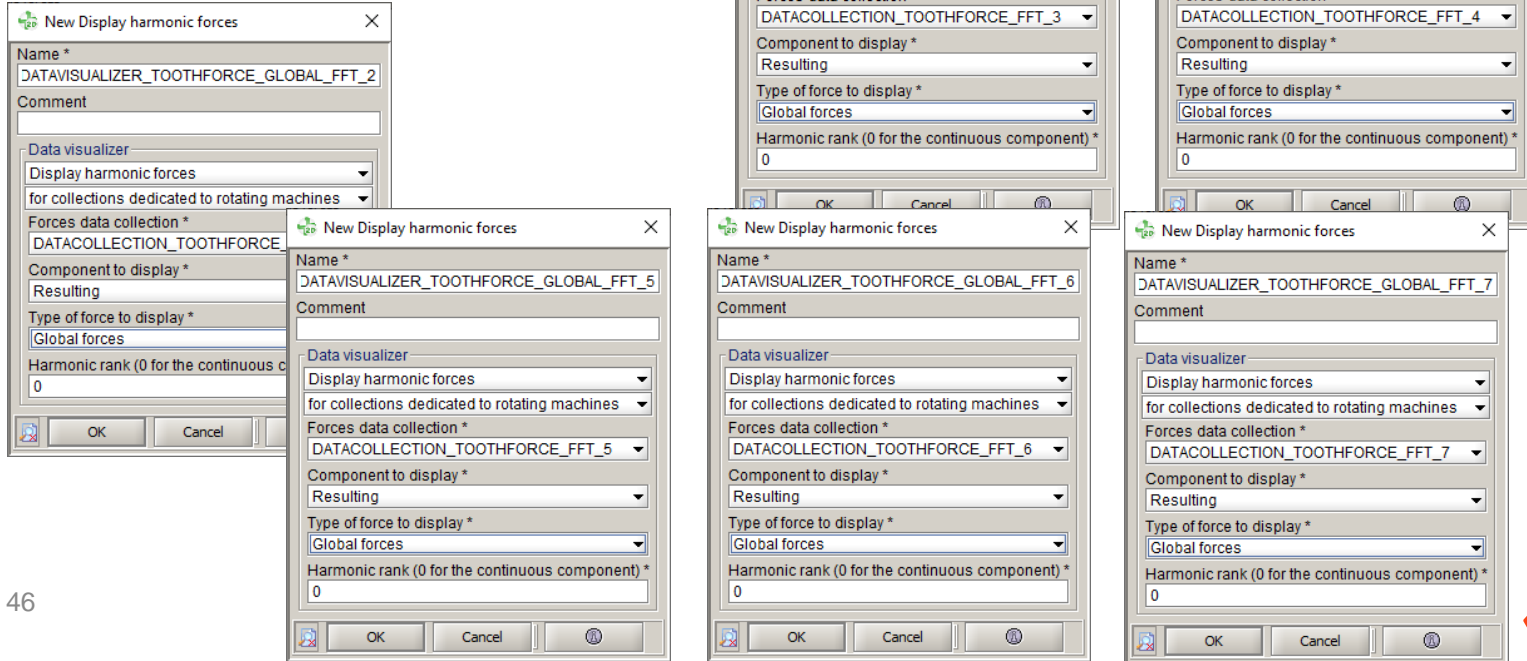 New Display harmonic forces
Name *
DATAVISUALIZER_TOOTHFORCE_GLOBAL_FFT_2
Comment
Data visualizer
Display harmonic forces
for collections dedicated to rotating machines
Forces data collection *
DATACOLLECTION_TOOTHFORCE_
Component to display *
Resulting
Type of force to display *
Global forces
Harmonic rank (0 for the continuous c
0
OK Cancel
DATACOLLECTION_TOOTHFORCE_FFT_3
Component to display *
Resulting
Type of force to display *
Global forces
Harmonic rank (0 for the continuous component) *
0
OK Cancel
DATACOLLECTION_TOOTHFORCE_FFT_4
Component to display *
Resulting
Type of force to display *
Global forces
Harmonic rank (0 for the continuous component) *
0
OK Cancel
New Display harmonic forces
Name *
DATAVISUALIZER_TOOTHFORCE_GLOBAL_FFT_5
Comment
Data visualizer
Display harmonic forces
for collections dedicated to rotating machines
Forces data collection *
DATACOLLECTION_TOOTHFORCE_FFT_5
Component to display *
Resulting
Type of force to display *
Global forces
Harmonic rank (0 for the continuous component) *
0
OK Cancel
New Display harmonic forces
Name *
DATAVISUALIZER_TOOTHFORCE_GLOBAL_FFT_6
Comment
Data visualizer
Display harmonic forces
for collections dedicated to rotating machines
Forces data collection *
DATACOLLECTION_TOOTHFORCE_FFT_6
Component to display *
Resulting
Type of force to display *
Global forces
Harmonic rank (0 for the continuous component) *
0
OK Cancel
New Display harmonic forces
Name *
DATAVISUALIZER_TOOTHFORCE_GLOBAL_FFT_7
Comment
Data visualizer
Display harmonic forces
for collections dedicated to rotating machines
Forces data collection *
DATACOLLECTION_TOOTHFORCE_FFT_7
Component to display *
Resulting
Type of force to display *
Global forces
Harmonic rank (0 for the continuous component) *
0
OK Cancel
46